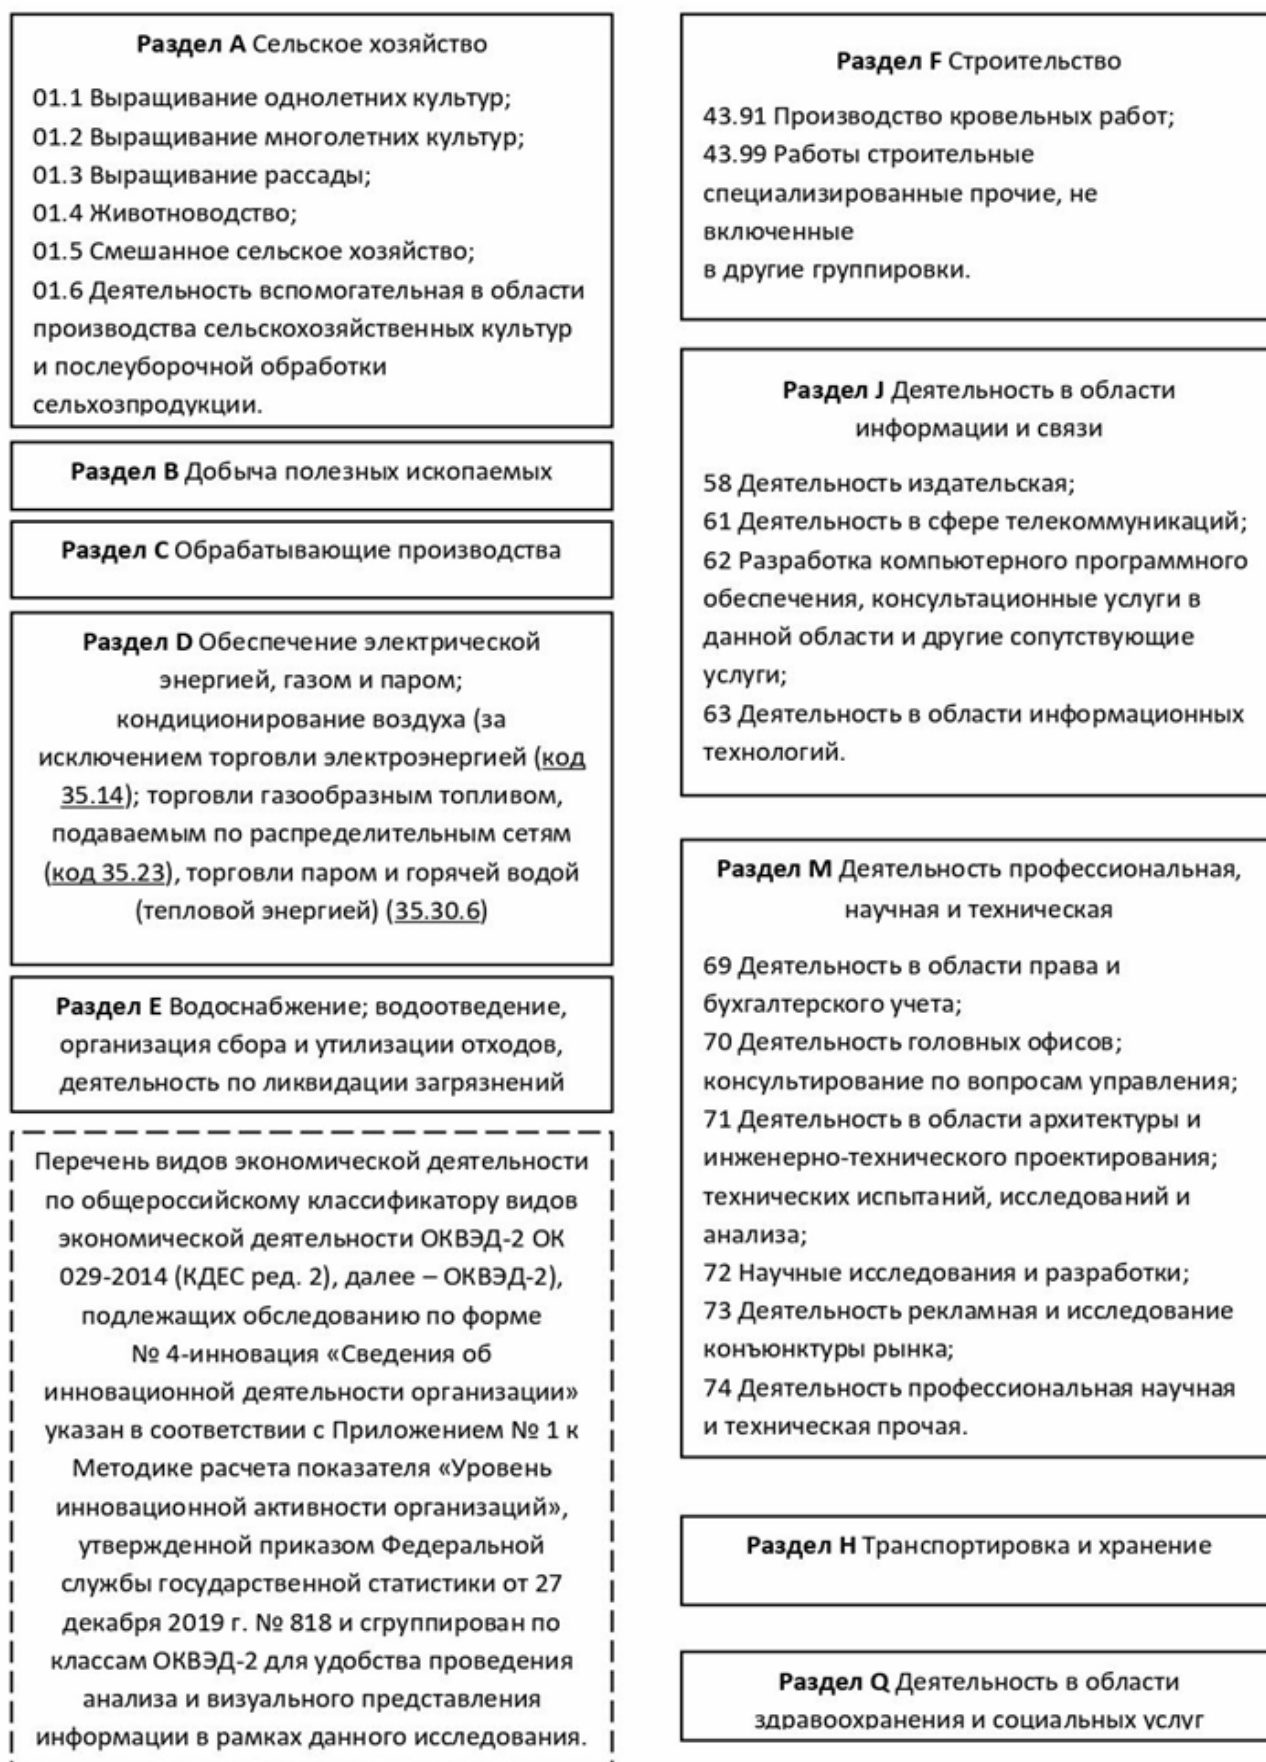 Раздел A Сельское хозяйство
01.1 Выращивание однолетних культур;
01.2 Выращивание многолетних культур;
01.3 Выращивание рассады;
01.4 Животноводство;
01.5 Смешанное сельское хозяйство;
01.6 Деятельность вспомогательная в области
производства сельскохозяйственных культур
и послеуборочной обработки
сельхозпродукции.
Раздел B Добыча полезных ископаемых
Раздел C Обрабатывающие производства
Раздел D Обеспечение электрической
энергией, газом и паром;
кондиционирование воздуха (за
исключением торговли электроэнергией (код
35.14); торговли газообразным топливом,
подаваемым по распределительным сетям
(код 35.23), торговли паром и горячей водой
(тепловой энергией) (35.30.6)
Раздел E Водоснабжение; водоотведение,
организация сбора и утилизации отходов,
деятельность по ликвидации загрязнений
Перечень видов экономической деятельности
по общероссийскому классификатору видов
экономической деятельности ОКВЭД-2 ОК
029-2014 (КДЕС ред. 2), далее – ОКВЭД-2),
подлежащих обследованию по форме
№ 4-инновация «Сведения об
инновационной деятельности организации»
указан в соответствии с Приложением № 1 к
Методике расчета показателя «Уровень
инновационной активности организаций»,
утвержденной приказом Федеральной
службы государственной статистики от 27
декабря 2019 г. № 818 и сгруппирован по
классам ОКВЭД-2 для удобства проведения
анализа и визуального представления
информации в рамках данного исследования.
Раздел F Строительство
43.91 Производство кровельных работ;
43.99 Работы строительные
специализированные прочие, не
включенные
в другие группировки.
Раздел J Деятельность в области
информации и связи
58 Деятельность издательская;
61 Деятельность в сфере телекоммуникаций;
62 Разработка компьютерного программного
обеспечения, консультационные услуги в
данной области и другие сопутствующие
услуги;
63 Деятельность в области информационных
технологий.
Раздел M Деятельность профессиональная,
научная и техническая
69 Деятельность в области права и
бухгалтерского учета;
70 Деятельность головных офисов;
консультирование по вопросам управления;
71 Деятельность в области архитектуры и
инженерно-технического проектирования;
технических испытаний, исследований и
анализа;
72 Научные исследования и разработки;
73 Деятельность рекламная и исследование
конъюнктуры рынка;
74 Деятельность профессиональная научная
и техническая прочая.
Раздел H Транспортировка и хранение
Раздел Q Деятельность в области
здравоохранения и социальных услуг